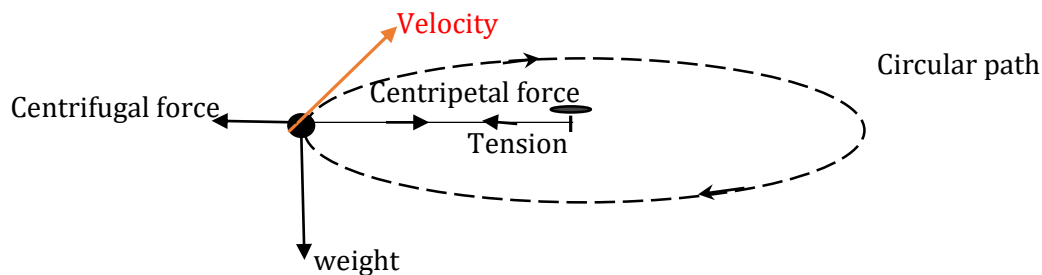 Velocity
Circular path
Centripetal force
Centrifugal force
Tension
weight